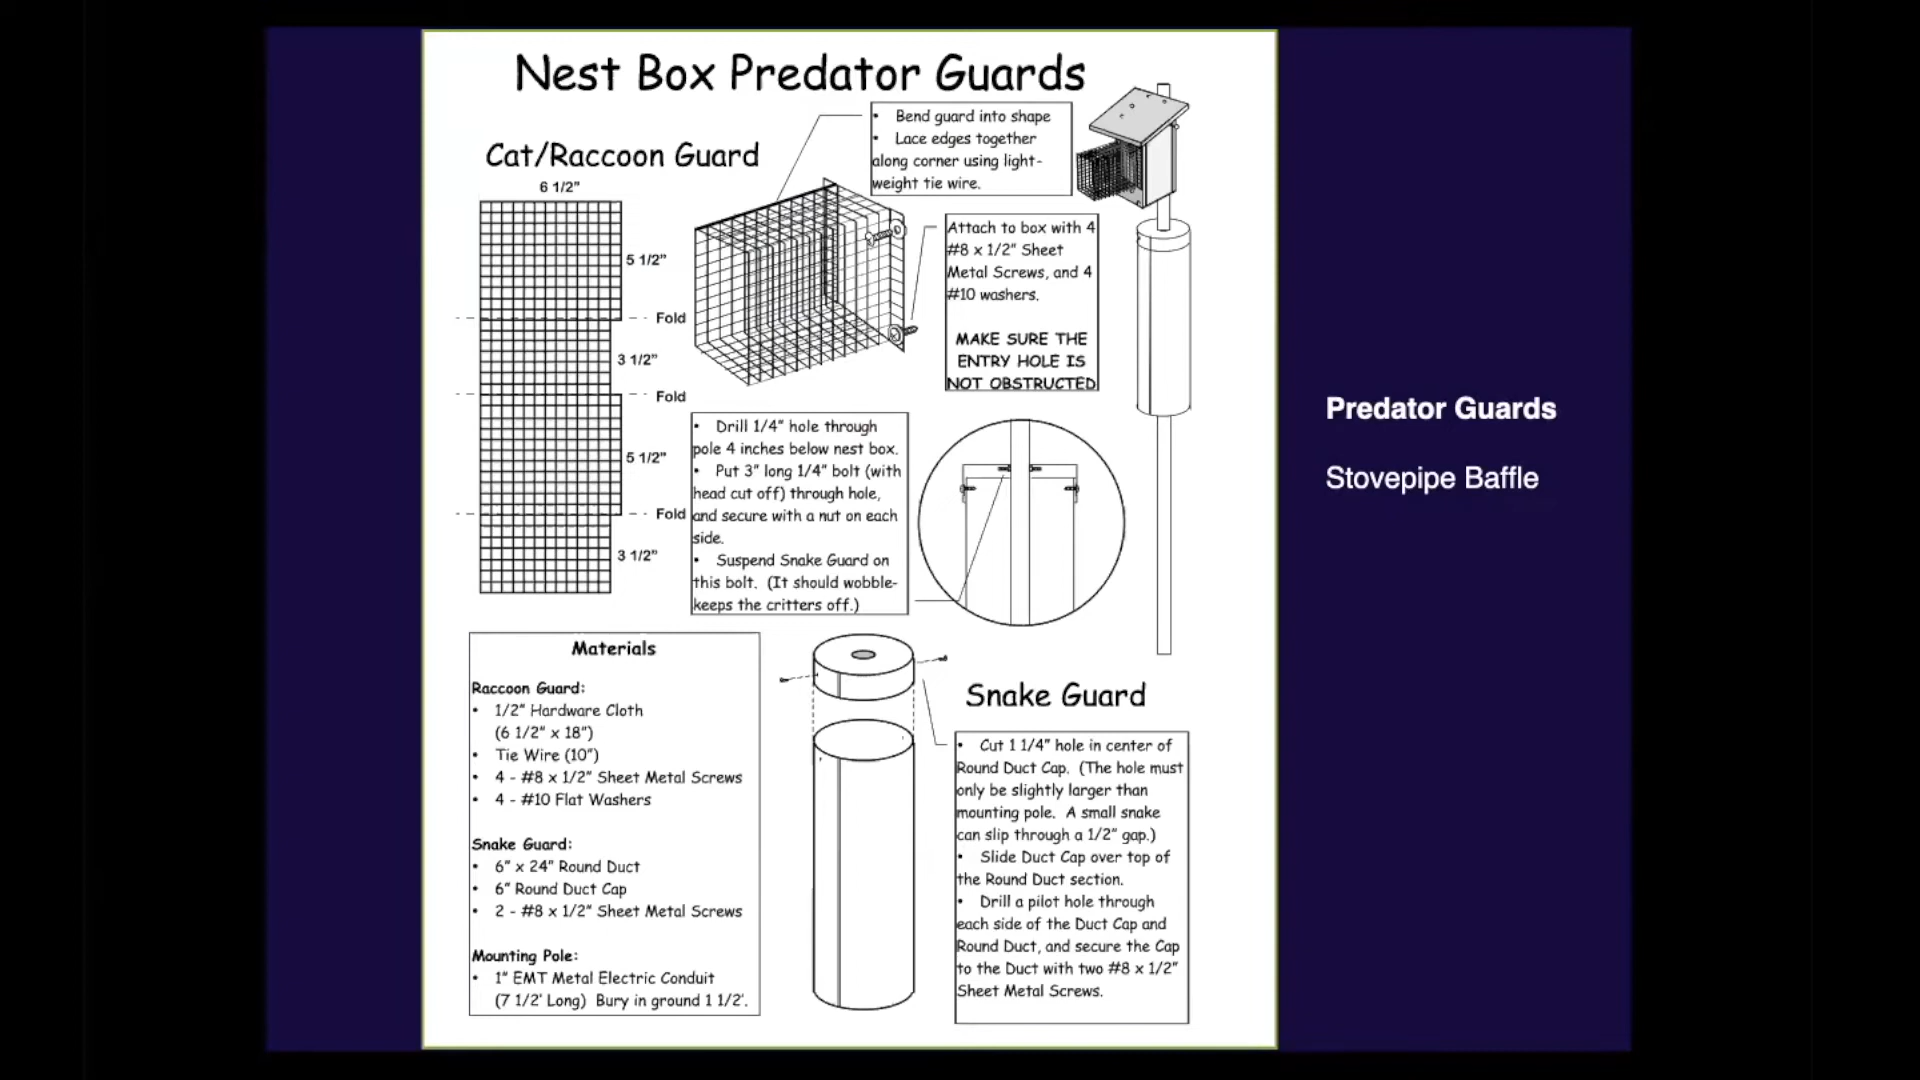 Nest Box Predator Guards
Cat/Raccoon Guard
6 1/2"
5 1/2"
Fold
3 1/2"
Fold
5 1/2"
Fold
3 1/2"
• Bend guard into shape
• Lace edges together
along corner using light-
weight tie wire.
Attach to box with 4
#8 x 1/2" Sheet
Metal Screws, and 4
#10 washers.
MAKE SURE THE
ENTRY HOLE IS
NOT OBSTRUCTED
• Drill 1/4" hole through
pole 4 inches below nest box.
• Put 3" long 1/4" bolt (with
head cut off) through hole,
and secure with a nut on each
side.
• Suspend Snake Guard on
this bolt. (It should wobble-
keeps the critters off.)
Materials
Raccoon Guard:
• 1/2" Hardware Cloth
(6 1/2" x 18")
• Tie Wire (10")
• 4 - #8 x 1/2" Sheet Metal Screws
• 4 - #10 Flat Washers
Snake Guard:
• 6" x 24" Round Duct
• 6" Round Duct Cap
• 2 - #8 x 1/2" Sheet Metal Screws
Mounting Pole:
• 1" EMT Metal Electric Conduit
(7 1/2' Long) Bury in ground 1 1/2'.
Snake Guard
• Cut 1 1/4" hole in center of
Round Duct Cap. (The hole must
only be slightly larger than
mounting pole. A small snake
can slip through a 1/2" gap.)
• Slide Duct Cap over top of
the Round Duct section.
• Drill a pilot hole through
each side of the Duct Cap and
Round Duct, and secure the Cap
to the Duct with two #8 x 1/2"
Sheet Metal Screws.
Predator Guards
Stovepipe Baffle